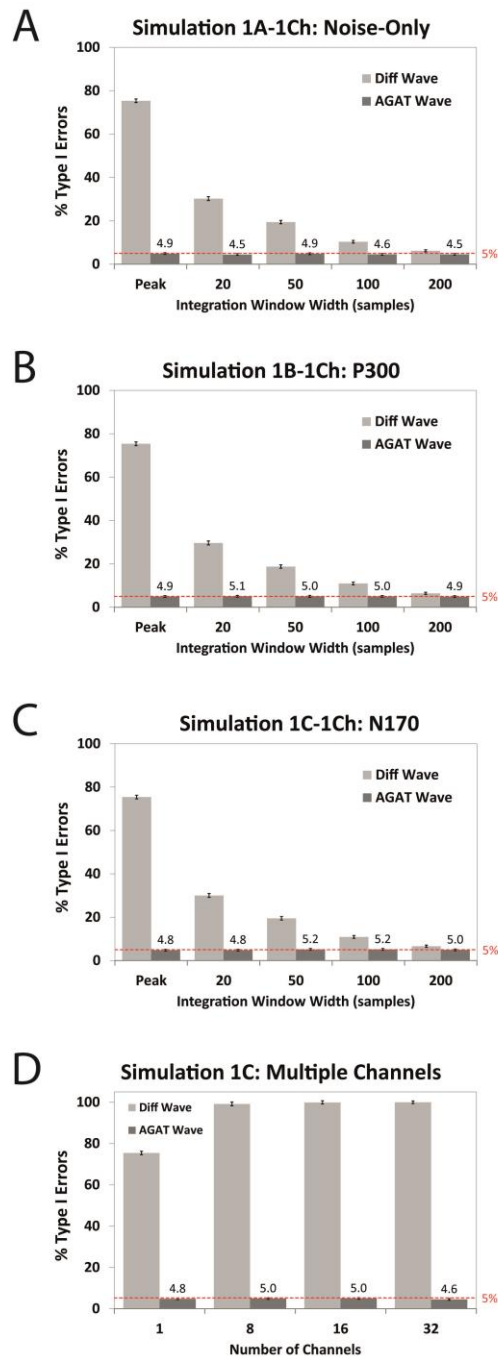 A
Simulation 1A-1Ch: Noise-Only
100
80
60
40
20
0
% Type I Errors
Diff Wave
AGAT Wave
4.9
4.5
4.9
4.6
4.5
5%
Peak
20
50
100
200
Integration Window Width (samples)
B
Simulation 1B-1Ch: P300
100
80
60
40
20
0
% Type I Errors
Diff Wave
AGAT Wave
4.9
5.1
5.0
5.0
4.9
5%
Peak
20
50
100
200
Integration Window Width (samples)
C
Simulation 1C-1Ch: N170
100
80
60
40
20
0
% Type I Errors
Diff Wave
AGAT Wave
4.8
4.8
5.2
5.2
5.0
5%
Peak
20
50
100
200
Integration Window Width (samples)
D
Simulation 1C: Multiple Channels
100
80
60
40
20
0
% Type I Errors
Diff Wave
AGAT Wave
4.8
5.0
5.0
4.6
5%
1
8
16
32
Number of Channels